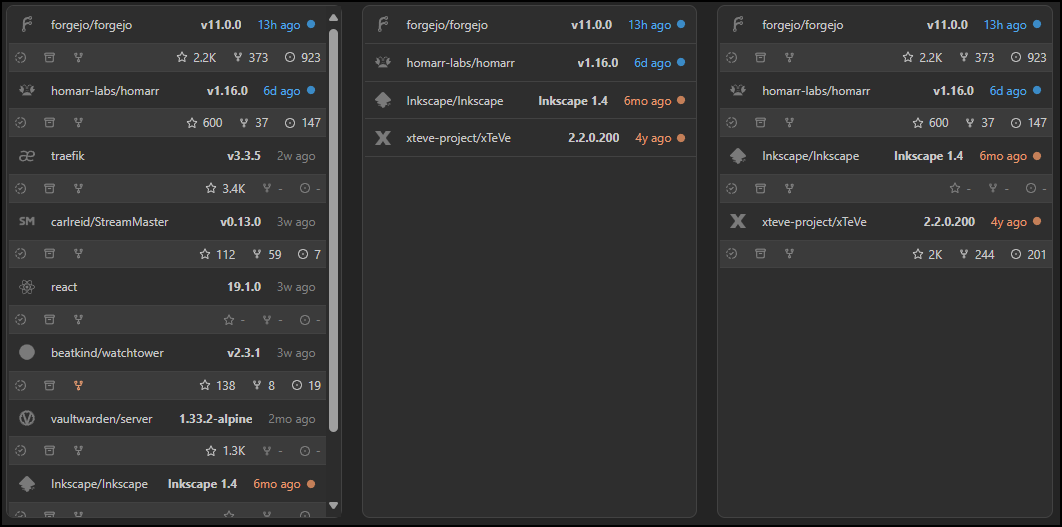 forgejo/forgejo v11.0.0 13h ago
2.2K 373 923
homarr-labs/homarr v1.16.0 6d ago
600 37 147
traefik v3.3.5 2w ago
3.4K - -
SM carlreid/StreamMaster v0.13.0 3w ago
112 59 7
react 19.1.0 3w ago
- - -
beatkind/watchtower v2.3.1 3w ago
138 8 19
vaultwarden/server 1.33.2-alpine 2mo ago
1.3K - -
Inkscape/Inkscape Inkscape 1.4 6mo ago
- - -
forgejo/forgejo v11.0.0 13h ago
homarr-labs/homarr v1.16.0 6d ago
Inkscape/Inkscape Inkscape 1.4 6mo ago
xteve-project/xTeVe 2.2.0.200 4y ago
forgejo/forgejo v11.0.0 13h ago
2.2K 373 923
homarr-labs/homarr v1.16.0 6d ago
600 37 147
Inkscape/Inkscape Inkscape 1.4 6mo ago
- - -
xteve-project/xTeVe 2.2.0.200 4y ago
2K 244 201